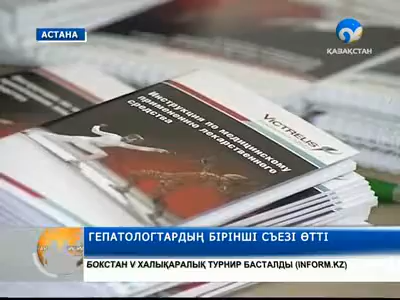 АСТАНА
ҚАЗАҚСТАН
VICTRELIS
Инструкция по медицинскому
применению лекарственного
средства
ГЕПАТОЛОГТАРДЫҢ БІРІНШІ СЪЕЗІ ӨТТІ
БОКСТАН V ХАЛЫҚАРАЛЫҚ ТУРНИР БАСТАЛДЫ (INFORM.KZ)